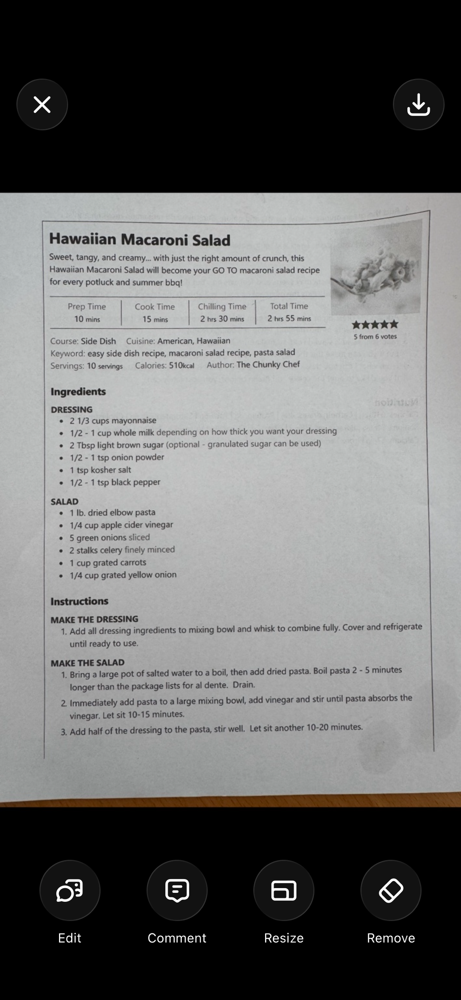 Hawaiian Macaroni Salad
Sweet, tangy, and creamy... with just the right amount of crunch, this
Hawaiian Macaroni Salad will become your GO TO macaroni salad recipe
for every potluck and summer bbq!
Prep Time
10 mins
Cook Time
15 mins
Chilling Time
2 hrs 30 mins
Total Time
2 hrs 55 mins
★★★★★
5 from 6 votes
Course: Side Dish Cuisine: American, Hawaiian
Keyword: easy side dish recipe, macaroni salad recipe, pasta salad
Servings: 10 servings Calories: 510kcal Author: The Chunky Chef
Ingredients
DRESSING
• 2 1/3 cups mayonnaise
• 1/2 - 1 cup whole milk depending on how thick you want your dressing
• 2 Tbsp light brown sugar (optional - granulated sugar can be used)
• 1/2 - 1 tsp onion powder
• 1 tsp kosher salt
• 1/2 - 1 tsp black pepper
SALAD
• 1 lb. dried elbow pasta
• 1/4 cup apple cider vinegar
• 5 green onions sliced
• 2 stalks celery finely minced
• 1 cup grated carrots
• 1/4 cup grated yellow onion
Instructions
MAKE THE DRESSING
1. Add all dressing ingredients to mixing bowl and whisk to combine fully. Cover and refrigerate
until ready to use.
MAKE THE SALAD
1. Bring a large pot of salted water to a boil, then add dried pasta. Boil pasta 2 - 5 minutes
longer than the package lists for al dente. Drain.
2. Immediately add pasta to a large mixing bowl, add vinegar and stir until pasta absorbs the
vinegar. Let sit 10-15 minutes.
3. Add half of the dressing to the pasta, stir well. Let sit another 10-20 minutes.
Nutrition
Edit
Comment
Resize
Remove